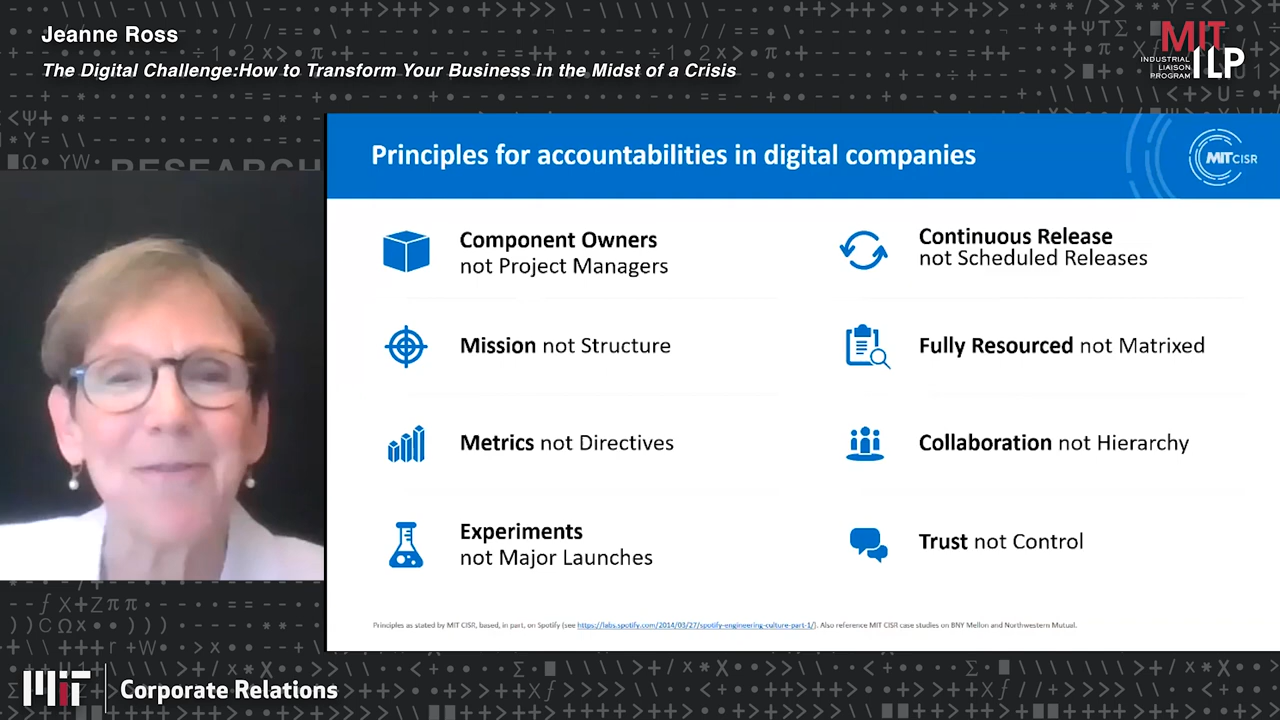 Jeanne Ross
The Digital Challenge:How to Transform Your Business in the Midst of a Crisis
MIT
INDUSTRIAL
LIAISON
PROGRAM
ILP
RESEARCH
Principles for accountabilities in digital companies
MIT CISR
Component Owners
not Project Managers
Mission not Structure
Metrics not Directives
Experiments
not Major Launches
Continuous Release
not Scheduled Releases
Fully Resourced not Matrixed
Collaboration not Hierarchy
Trust not Control
Principles as stated by MIT CISR, based, in part, on Spotify (see https://labs.spotify.com/2014/03/27/spotify-engineering-culture-part-1/). Also reference MIT CISR case studies on BNY Mellon and Northwestern Mutual.
MIT
Corporate Relations